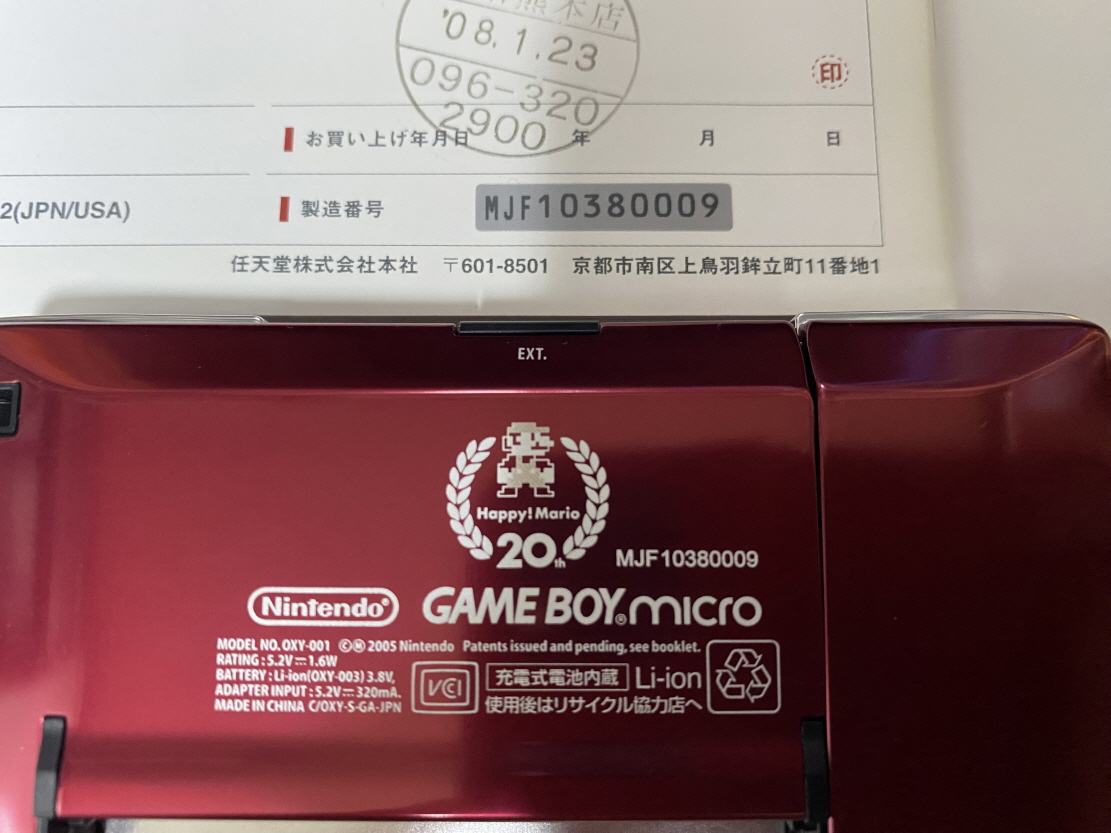 熊本店
'08.1.23
096-320
2900
印
お買い上げ年月日 年 月 日
2(JPN/USA) 製造番号 MJF10380009
任天堂株式会社本社 〒601-8501 京都市南区上鳥羽鉾立町11番地1
EXT.
Happy! Mario
20th
MJF10380009
Nintendo® GAME BOY® micro
MODEL NO. OXY-001 ©Ⓜ 2005 Nintendo Patents issued and pending, see booklet.
RATING : 5.2V⎓1.6W
BATTERY : Li-ion(OXY-003) 3.8V,
ADAPTER INPUT : 5.2V⎓320mA.
MADE IN CHINA C/OXY-S-GA-JPN
VCI
充電式電池内蔵 Li-ion
使用後はリサイクル協力店へ